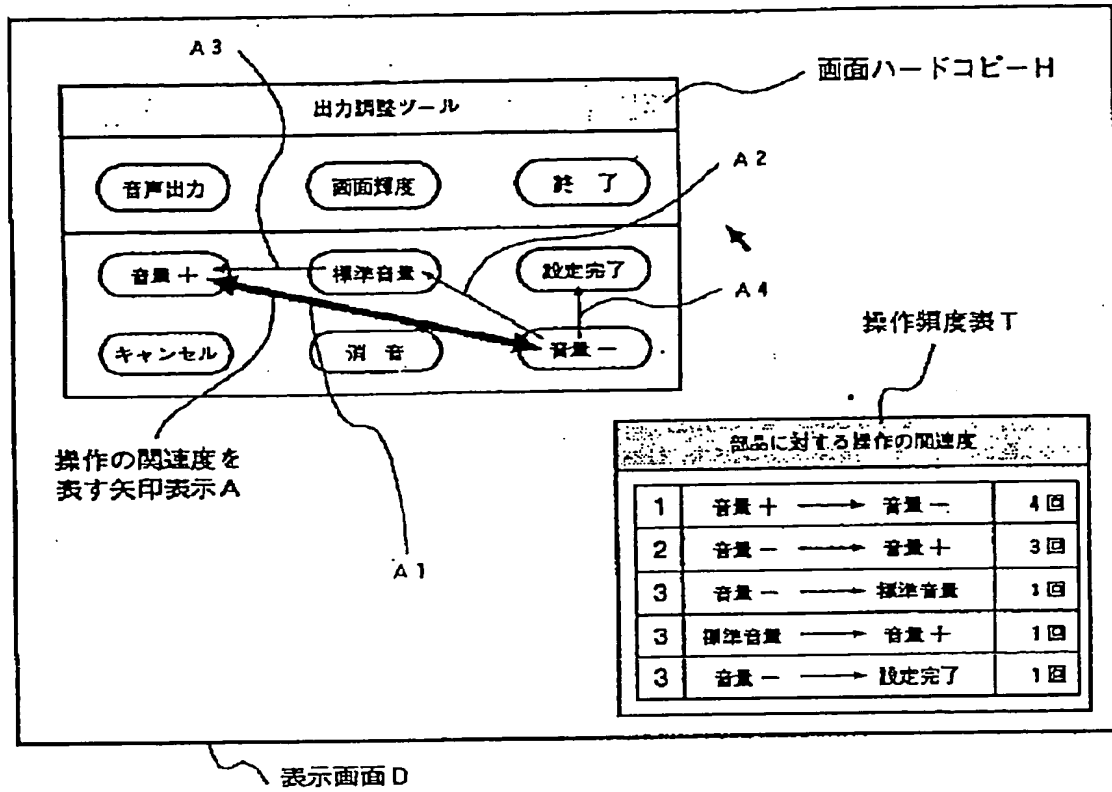 A3
画面ハードコピーH
出力調整ツール
A2
音声出力
画面輝度
終 了
音量+
標準音量
設定完了
A4
キャンセル
消 音
音量−
操作頻度表T
操作の関連度を
表す矢印表示A
A1
部品に対する操作の関連度
1 音量+ → 音量− 4回
2 音量− → 音量+ 3回
3 音量− → 標準音量 1回
3 標準音量 → 音量+ 1回
3 音量− → 設定完了 1回
表示画面D